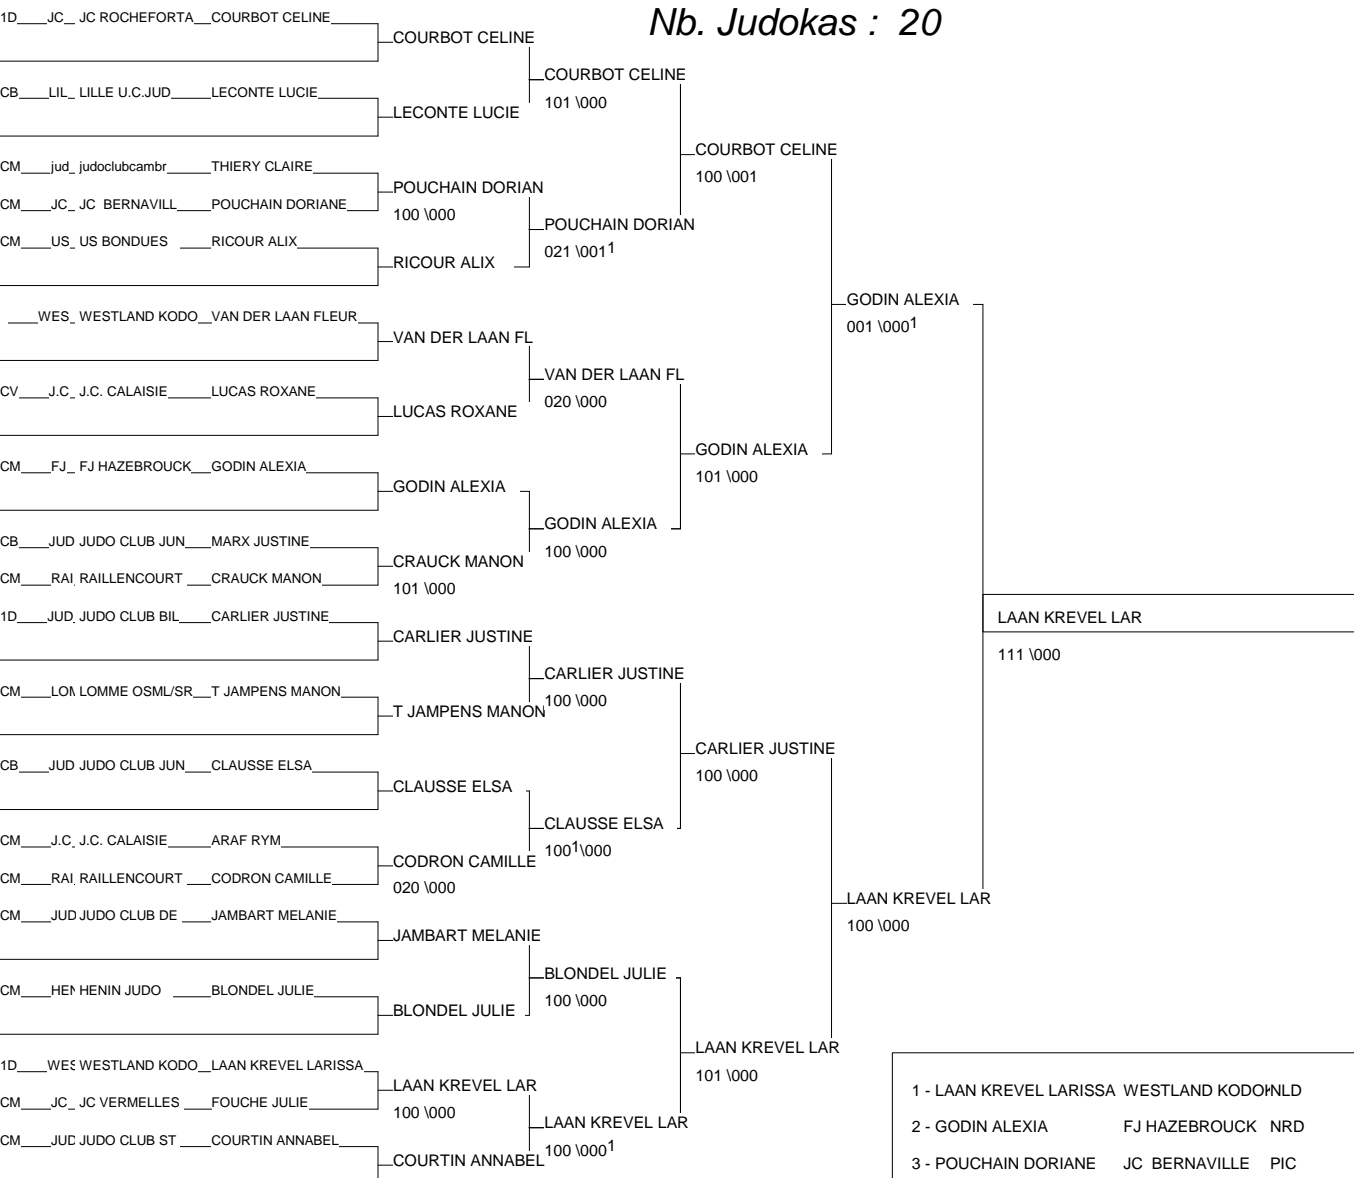 Nb. Judokas : 20
1D JC JC ROCHEFORTA COURBOT CELINE
COURBOT CELINE
COURBOT CELINE
101 \000
CB LIL LILLE U.C.JUD LECONTE LUCIE
LECONTE LUCIE
COURBOT CELINE
100 \001
CM jud judoclubcambr THIERY CLAIRE
POUCHAIN DORIAN
100 \000
CM JC JC BERNAVILL POUCHAIN DORIANE
POUCHAIN DORIAN
021 \001 1
CM US US BONDUES RICOUR ALIX
RICOUR ALIX
GODIN ALEXIA
001 \000 1
WES WESTLAND KODO VAN DER LAAN FLEUR
VAN DER LAAN FL
VAN DER LAAN FL
020 \000
CV J.C J.C. CALAISIE LUCAS ROXANE
LUCAS ROXANE
GODIN ALEXIA
101 \000
CM FJ FJ HAZEBROUCK GODIN ALEXIA
GODIN ALEXIA
GODIN ALEXIA
100 \000
CB JUD JUDO CLUB JUN MARX JUSTINE
CRAUCK MANON
101 \000
CM RAI RAILLENCOURT CRAUCK MANON
LAAN KREVEL LAR
111 \000
1D JUD JUDO CLUB BIL CARLIER JUSTINE
CARLIER JUSTINE
CARLIER JUSTINE
100 \000
CM LOM LOMME OSML/SR T JAMPENS MANON
T JAMPENS MANON
CARLIER JUSTINE
100 \000
CB JUD JUDO CLUB JUN CLAUSSE ELSA
CLAUSSE ELSA
CLAUSSE ELSA
100 1 \000
CM J.C J.C. CALAISIE ARAF RYM
CODRON CAMILLE
020 \000
CM RAI RAILLENCOURT CODRON CAMILLE
LAAN KREVEL LAR
100 \000
CM JUD JUDO CLUB DE JAMBART MELANIE
JAMBART MELANIE
BLONDEL JULIE
100 \000
CM HEN HENIN JUDO BLONDEL JULIE
BLONDEL JULIE
LAAN KREVEL LAR
101 \000
1D WES WESTLAND KODO LAAN KREVEL LARISSA
LAAN KREVEL LAR
100 \000
CM JC JC VERMELLES FOUCHE JULIE
LAAN KREVEL LAR
100 \000 1
CM JUD JUDO CLUB ST COURTIN ANNABEL
COURTIN ANNABEL
1 - LAAN KREVEL LARISSA WESTLAND KODOK NLD
2 - GODIN ALEXIA FJ HAZEBROUCK NRD
3 - POUCHAIN DORIANE JC BERNAVILLE PIC